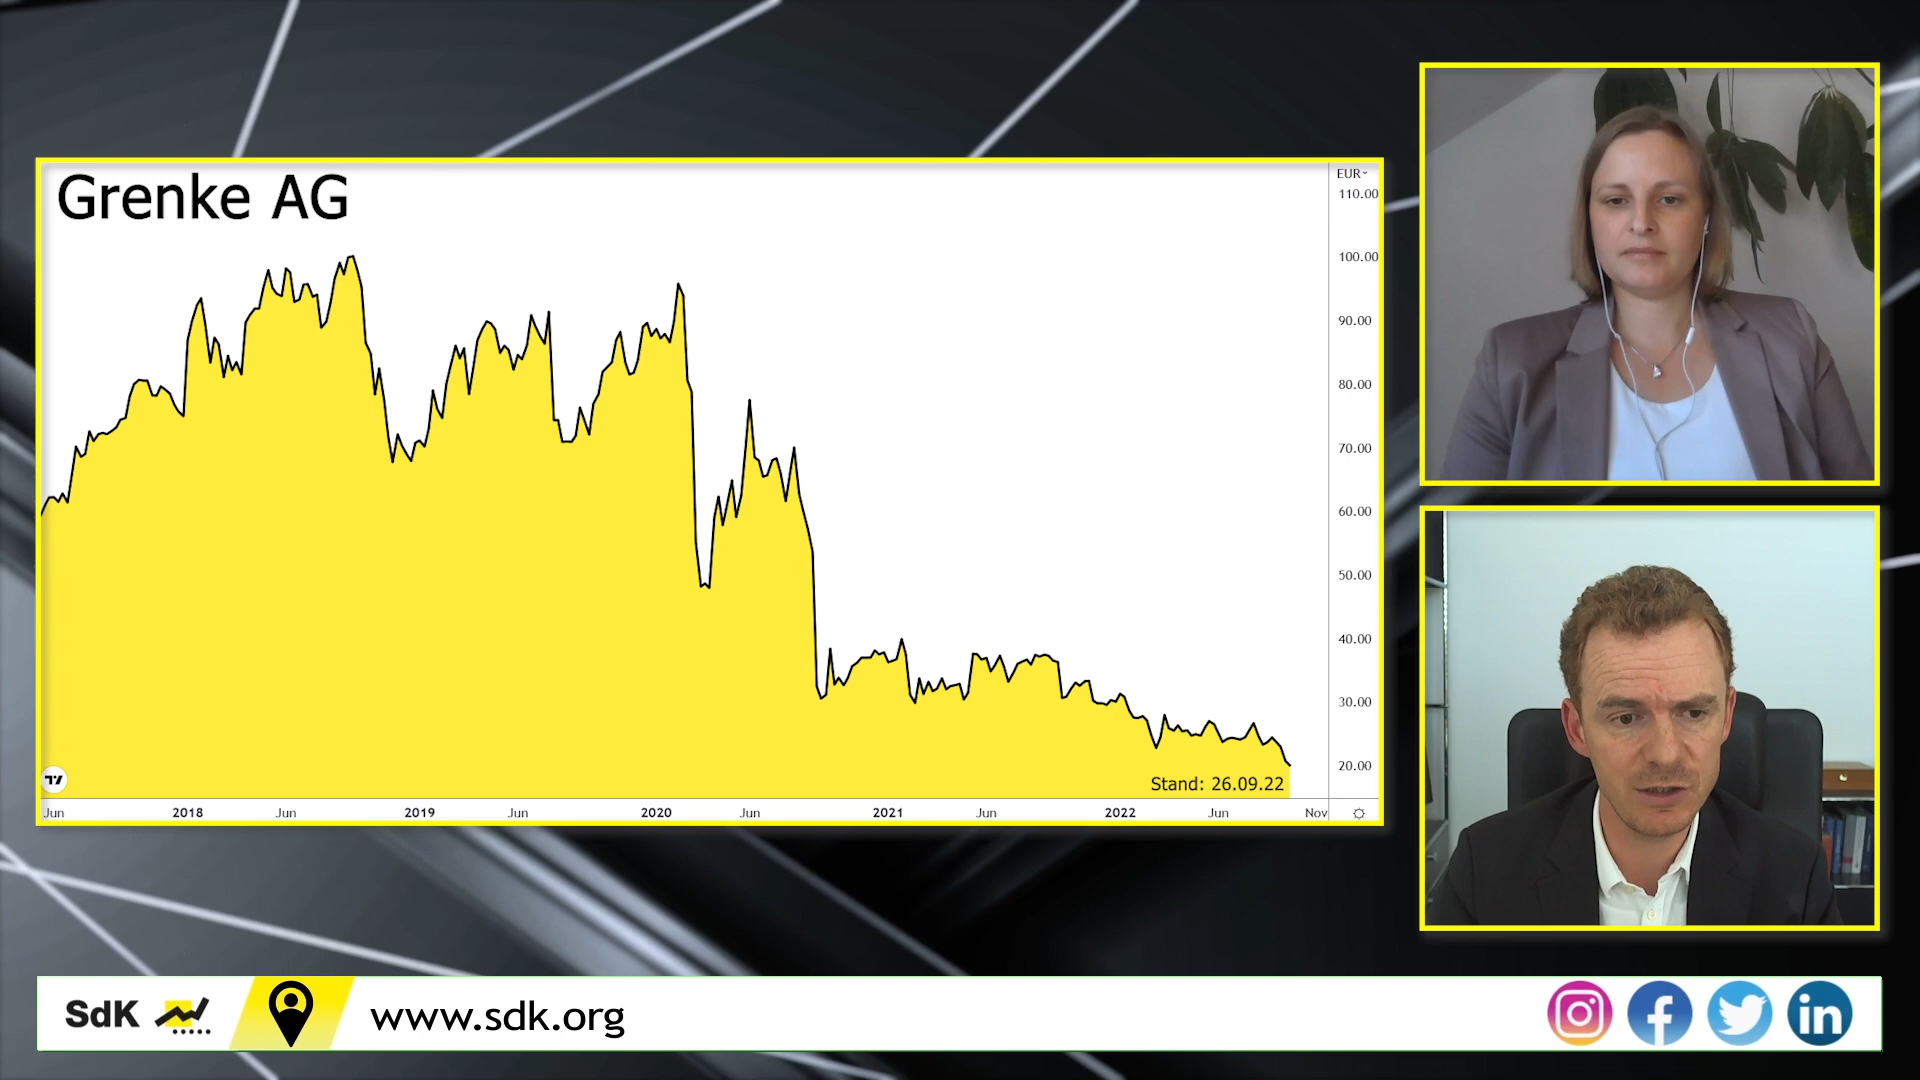 Grenke AG
EUR
110.00
100.00
90.00
80.00
70.00
60.00
50.00
40.00
30.00
20.00
Stand: 26.09.22
Jun 2018 Jun 2019 Jun 2020 Jun 2021 Jun 2022 Jun Nov
SdK www.sdk.org